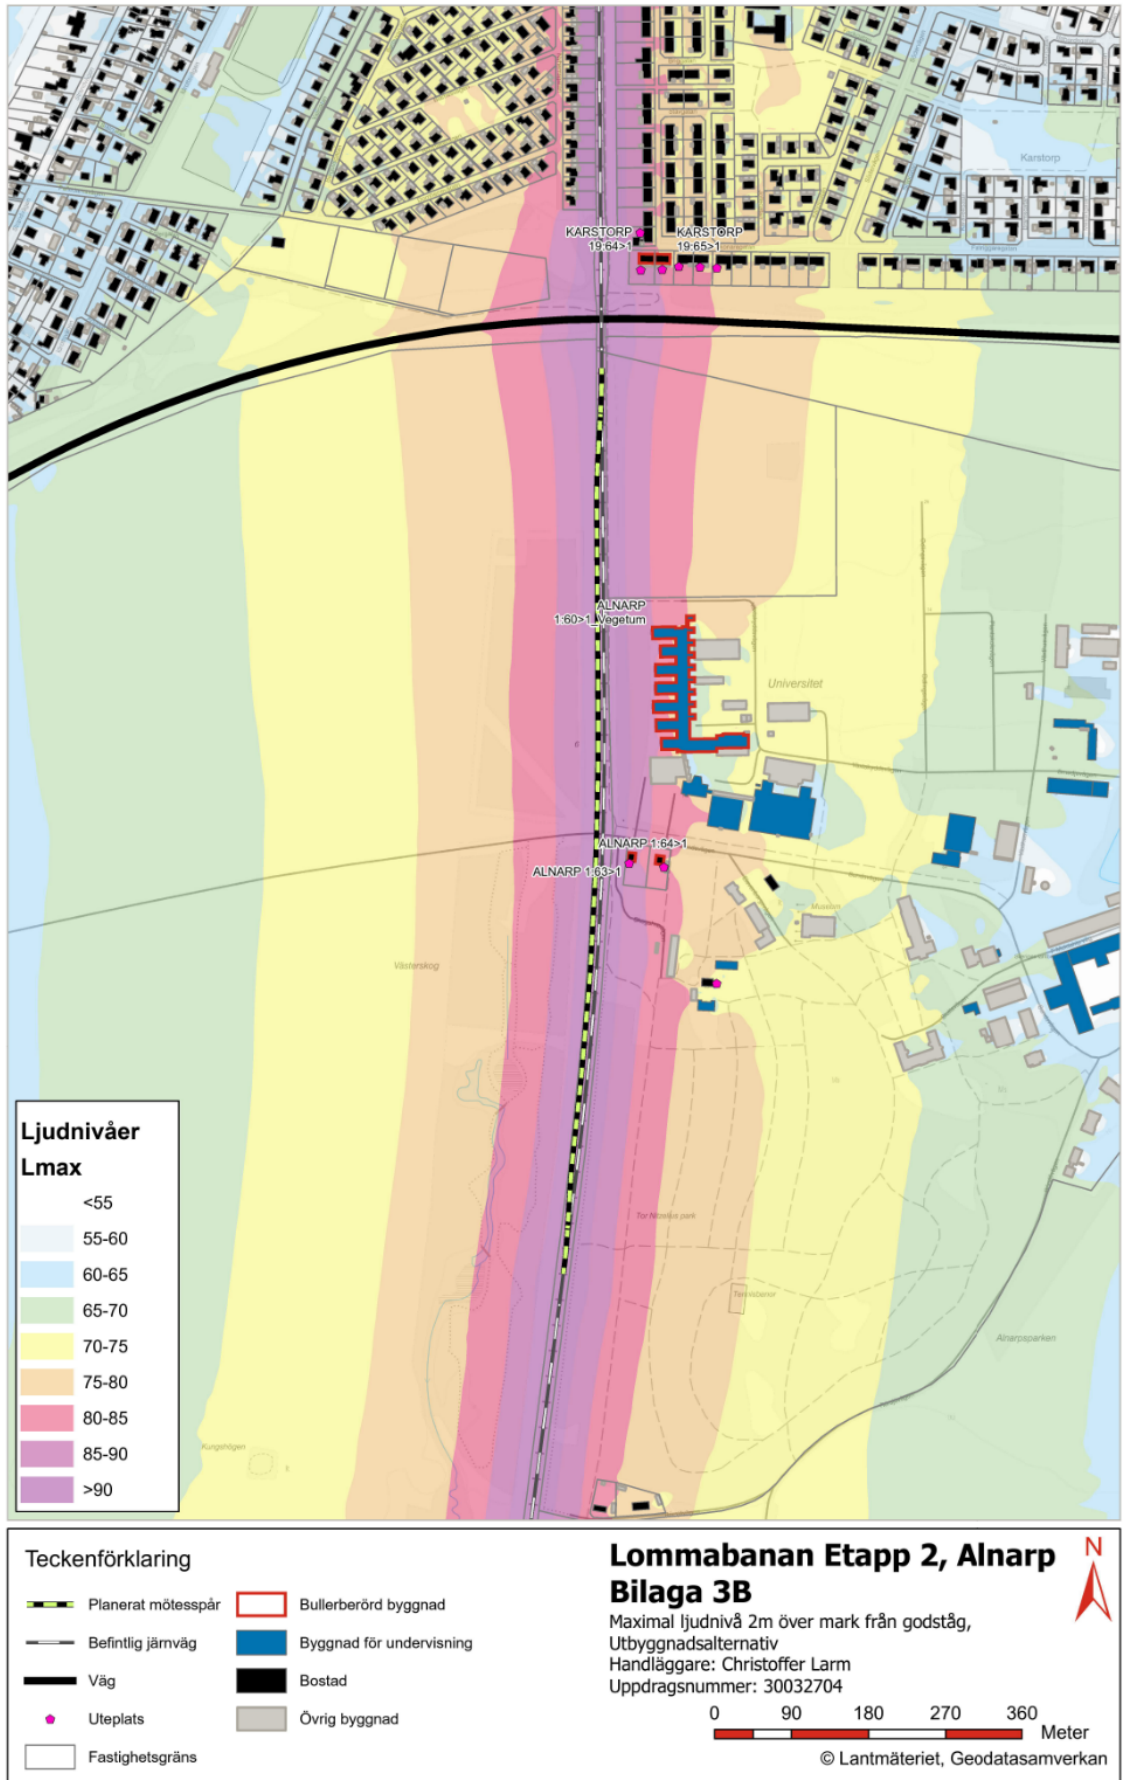 Karstorp
KARSTORP
19:64>1
KARSTORP
19:65>1
ALNARP
1:60>1_Vegetum
Universitet
ALNARP 1:64>1
ALNARP 1:63>1
Museum
Västerskog
Tor Nitzelius park
Tennisbanor
Alnarpsparken
Kungshögen
Ljudnivåer
Lmax
<55
55-60
60-65
65-70
70-75
75-80
80-85
85-90
>90
Teckenförklaring
Planerat mötesspår
Befintlig järnväg
Väg
Uteplats
Fastighetsgräns
Bullerberörd byggnad
Byggnad för undervisning
Bostad
Övrig byggnad
Lommabanan Etapp 2, Alnarp
Bilaga 3B
Maximal ljudnivå 2m över mark från godståg,
Utbyggnadsalternativ
Handläggare: Christoffer Larm
Uppdragsnummer: 30032704
N
0 90 180 270 360
Meter
© Lantmäteriet, Geodatasamverkan